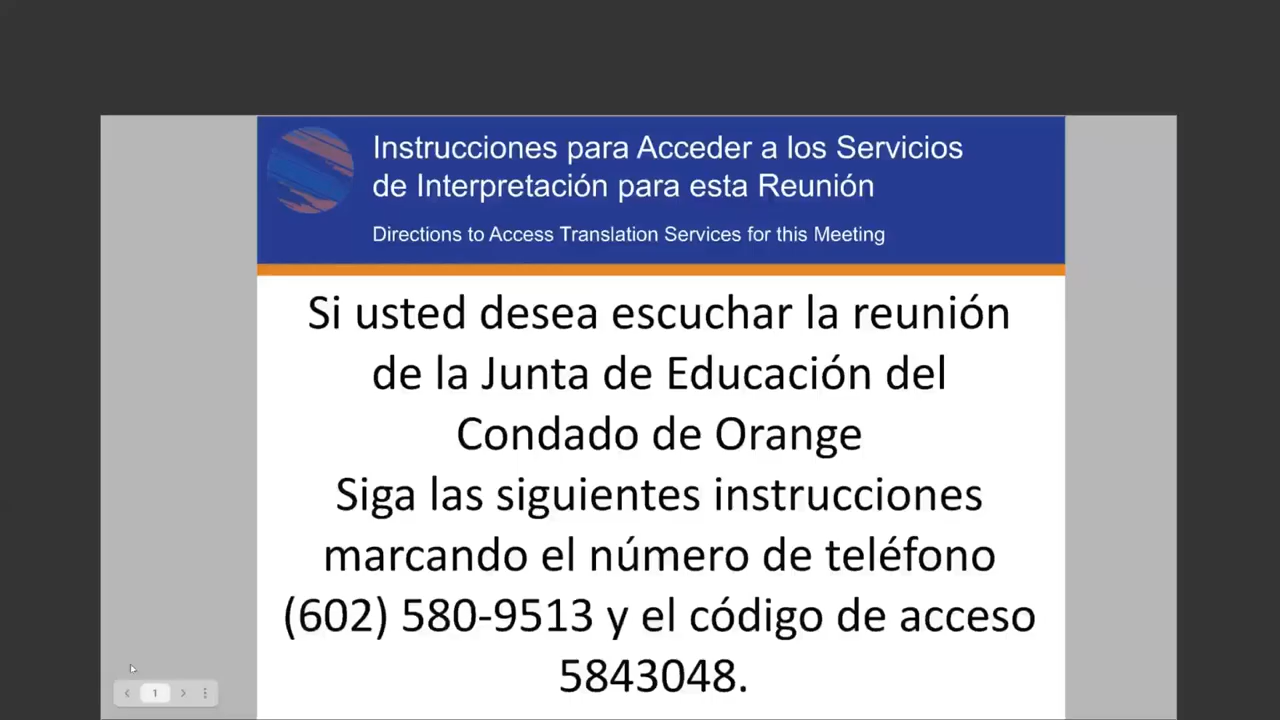 Instrucciones para Acceder a los Servicios
de Interpretación para esta Reunión
Directions to Access Translation Services for this Meeting
Si usted desea escuchar la reunión
de la Junta de Educación del
Condado de Orange
Siga las siguientes instrucciones
marcando el número de teléfono
(602) 580-9513 y el código de acceso
5843048.
1